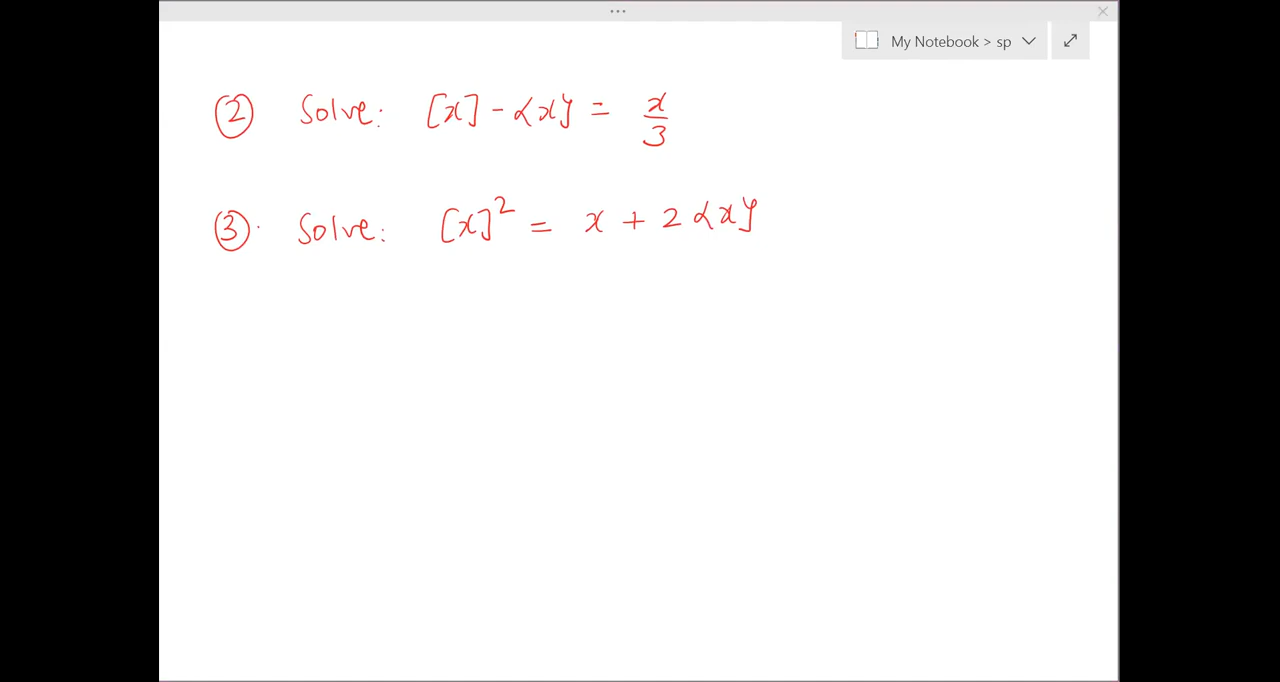 ...
My Notebook > sp
② Solve: [x] - {x} = x/3
③. Solve: [x]² = x + 2{x}